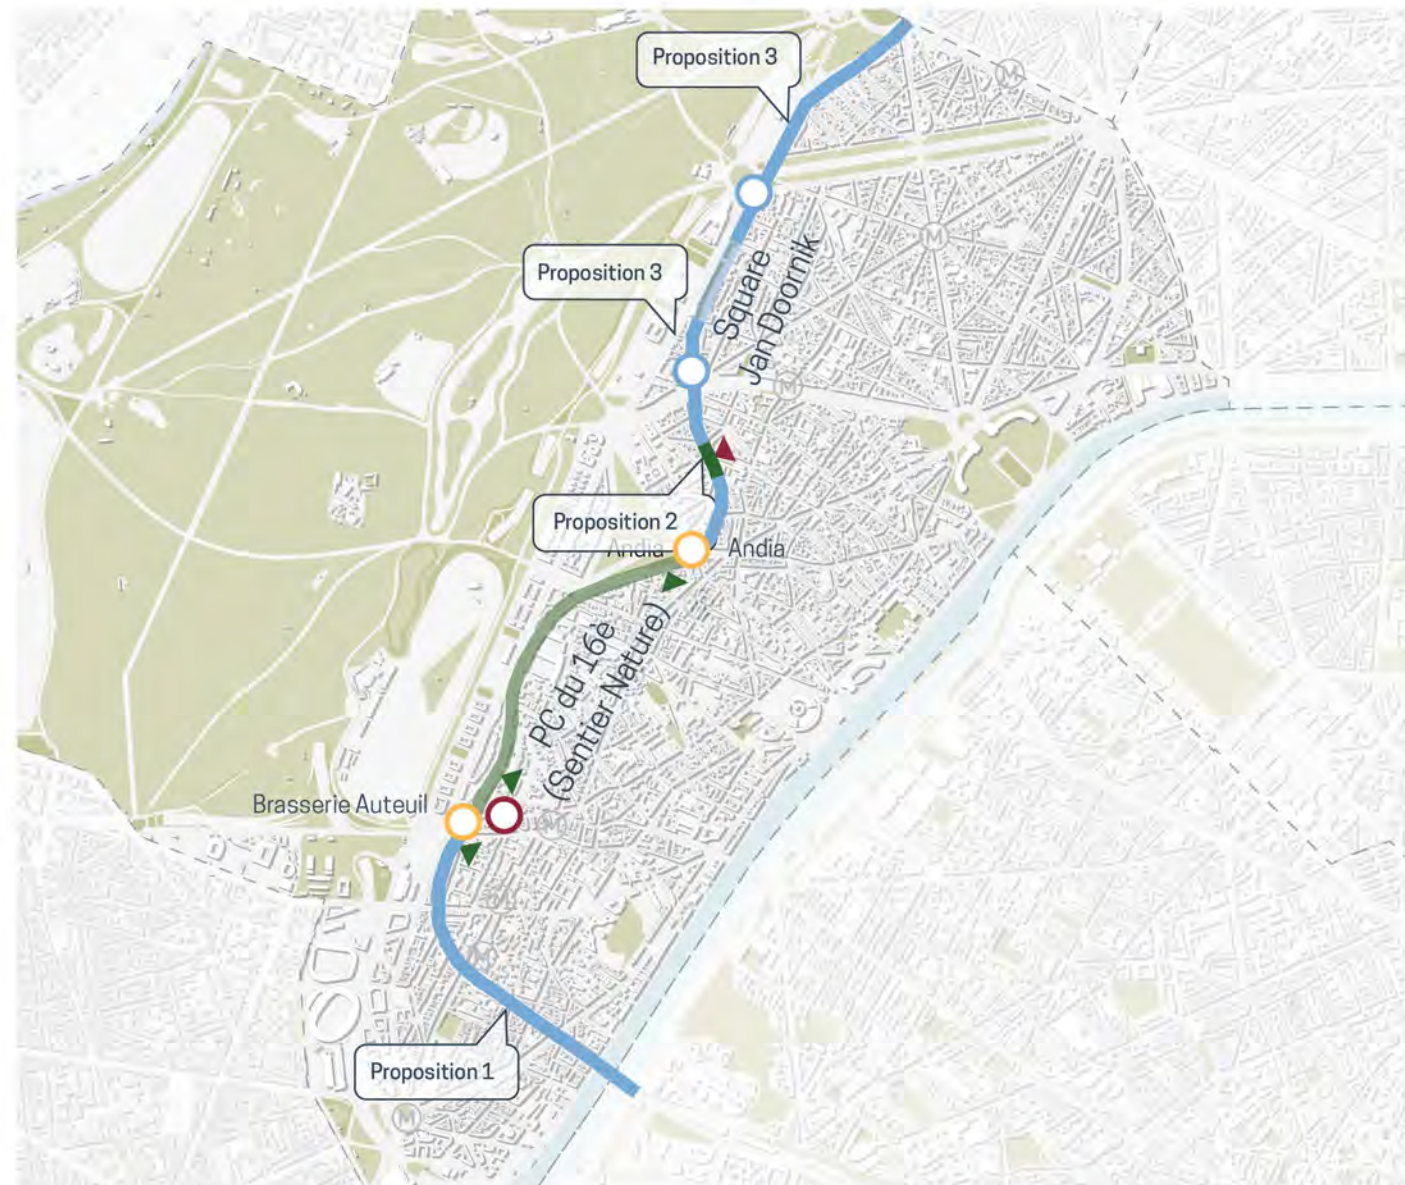 Proposition 3
Proposition 3
Square
Jan Doornik
Proposition 2
Andia
Andia
PC du 16è
(Sentier Nature)
Brasserie Auteuil
Proposition 1
M
M
M
M
M